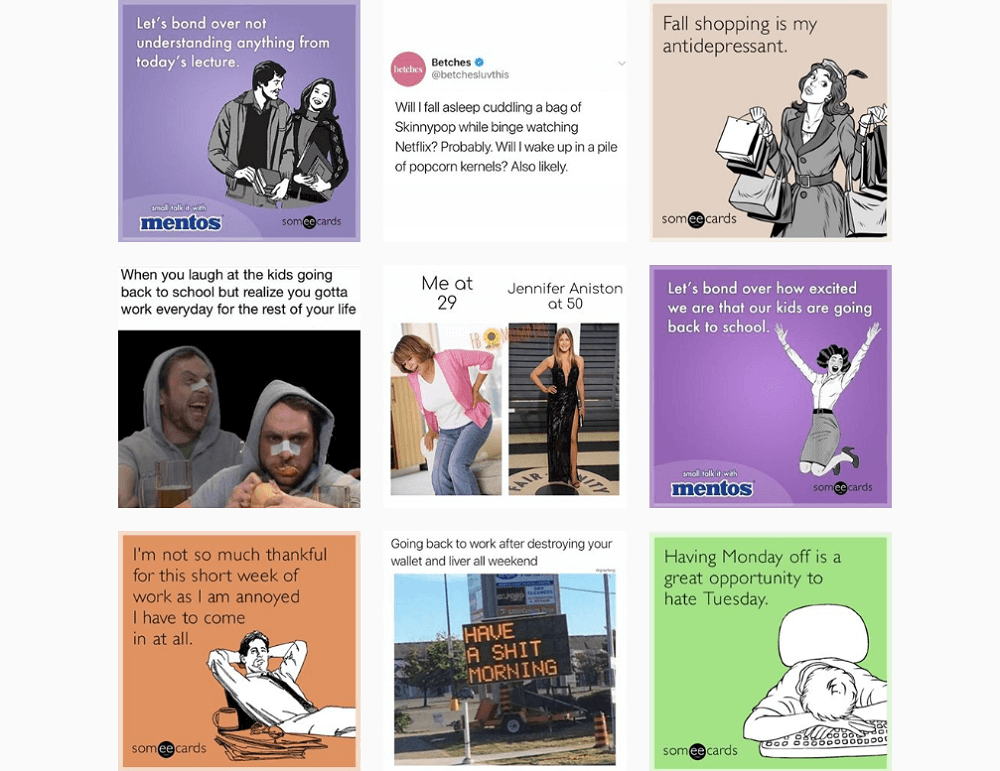 Let's bond over not
understanding anything from
today's lecture.
small talk it with
mentos
someecards
betches
Betches
@betchesluvthis
Will I fall asleep cuddling a bag of
Skinnypop while binge watching
Netflix? Probably. Will I wake up in a pile
of popcorn kernels? Also likely.
Fall shopping is my
antidepressant.
someecards
When you laugh at the kids going
back to school but realize you gotta
work everyday for the rest of your life
Me at
29
Jennifer Aniston
at 50
FAIR
Let's bond over how excited
we are that our kids are going
back to school.
small talk it with
mentos
someecards
I'm not so much thankful
for this short week of
work as I am annoyed
I have to come
in at all.
someecards
Going back to work after destroying your
wallet and liver all weekend
HAVE
A SHIT
MORNING
Having Monday off is a
great opportunity to
hate Tuesday.
someecards